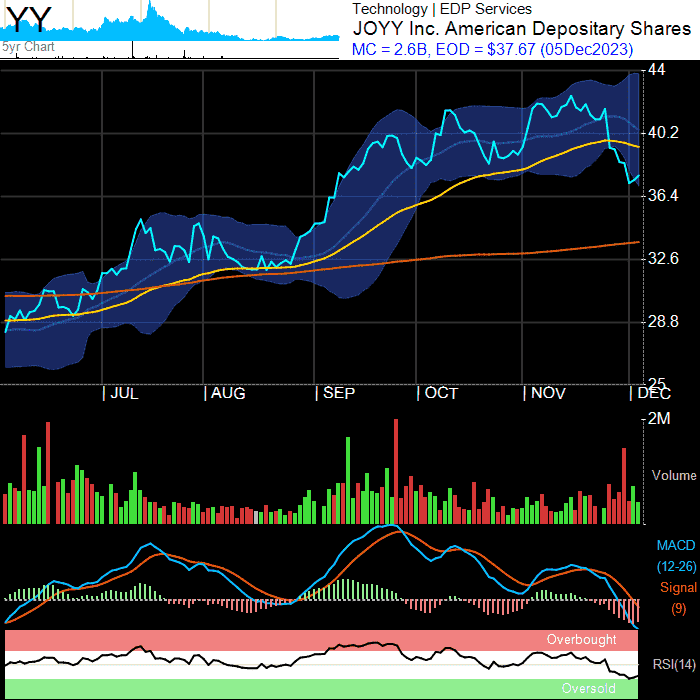 YY
5yr Chart
Technology | EDP Services
JOYY Inc. American Depositary Shares
MC = 2.6B, EOD = $37.67 (05Dec2023)
44
40.2
36.4
32.6
28.8
25
| JUL | AUG | SEP | OCT | NOV | DEC
2M
Volume
MACD
(12-26)
Signal
(9)
Overbought
RSI(14)
Oversold